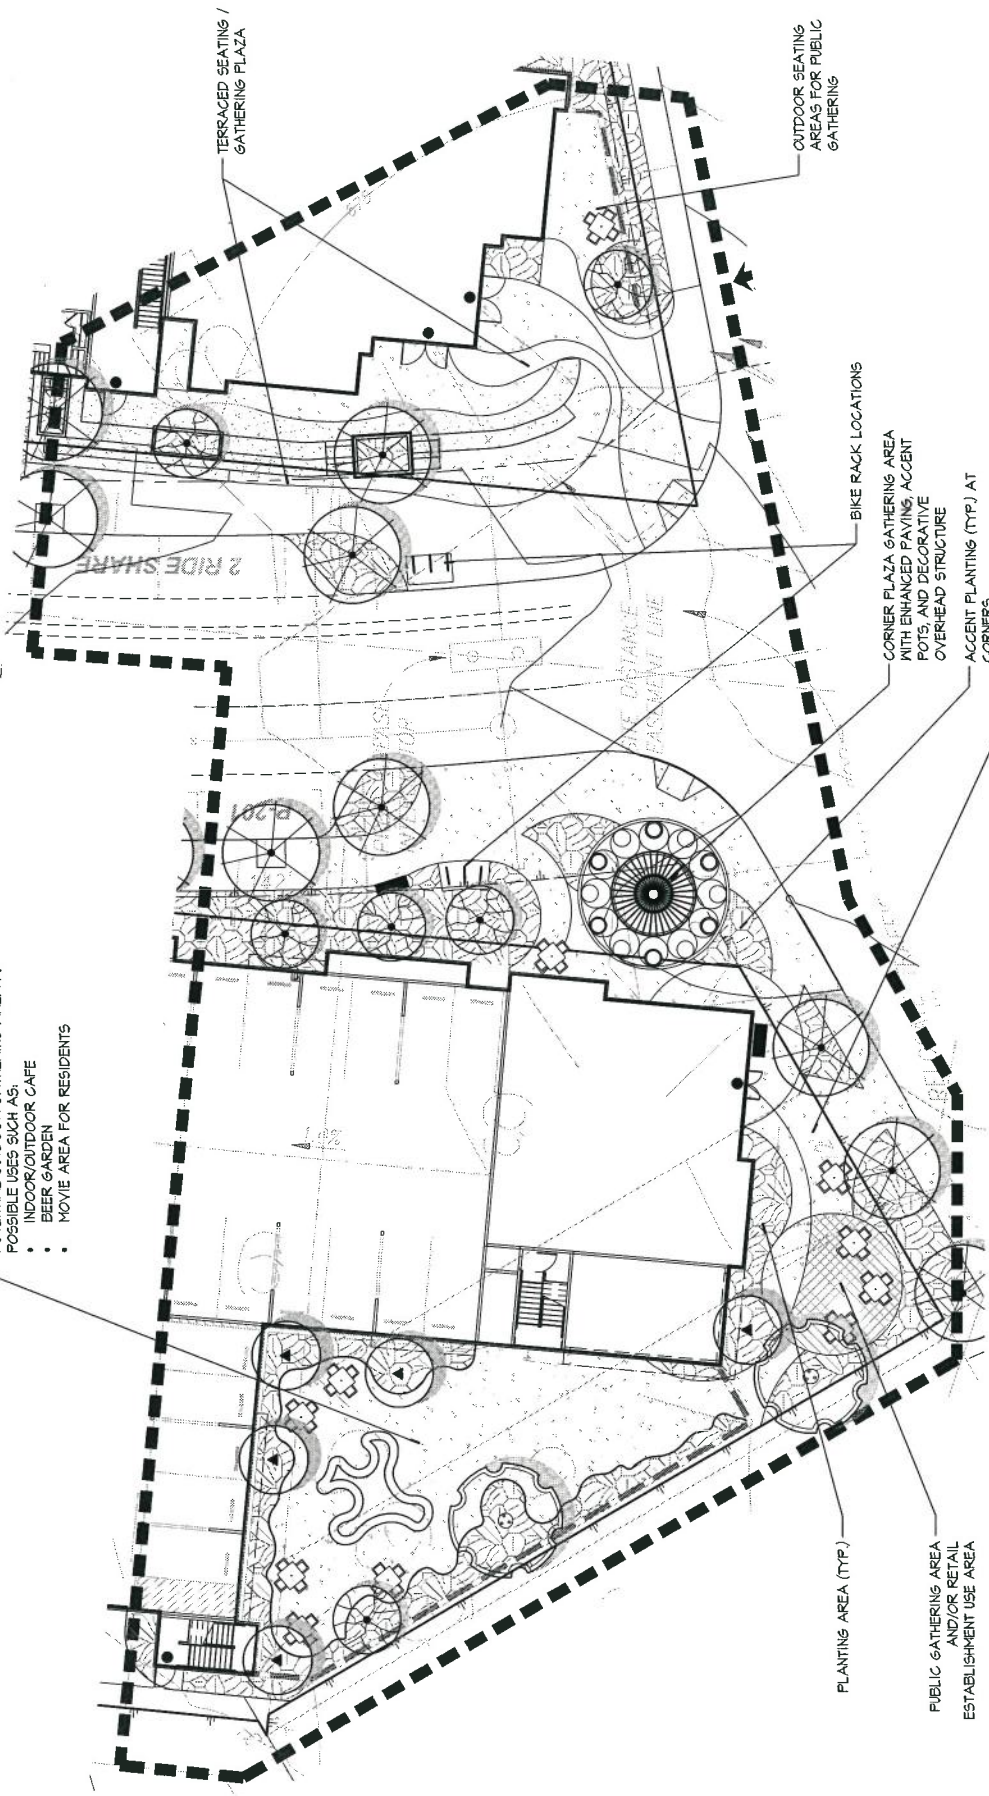 TERRACED SEATING /
GATHERING PLAZA
OUTDOOR SEATING
AREAS FOR PUBLIC
GATHERING
BIKE RACK LOCATIONS
CORNER PLAZA GATHERING AREA
WITH ENHANCED PAVING, ACCENT
POTS, AND DECORATIVE
OVERHEAD STRUCTURE
ACCENT PLANTING (TYP.) AT
CORNERS
POSSIBLE USES SUCH AS:
• INDOOR/OUTDOOR CAFE
• BEER GARDEN
• MOVIE AREA FOR RESIDENTS
PLANTING AREA (TYP.)
PUBLIC GATHERING AREA
AND/OR RETAIL
ESTABLISHMENT USE AREA
2 RIDE SHARE